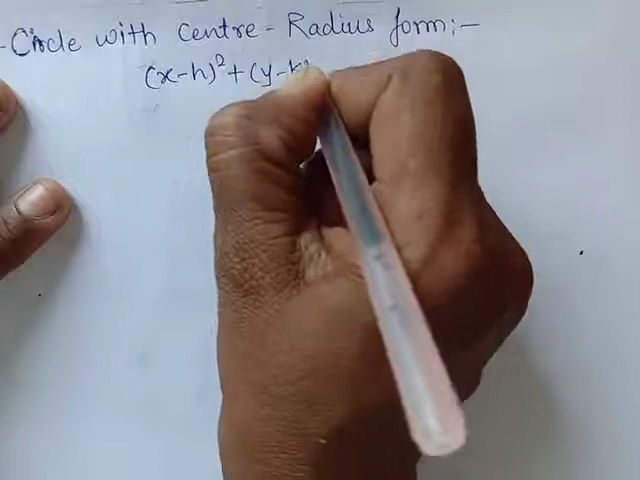 -Circle with Centre - Radius form :-
(x-h)² + (y-k)